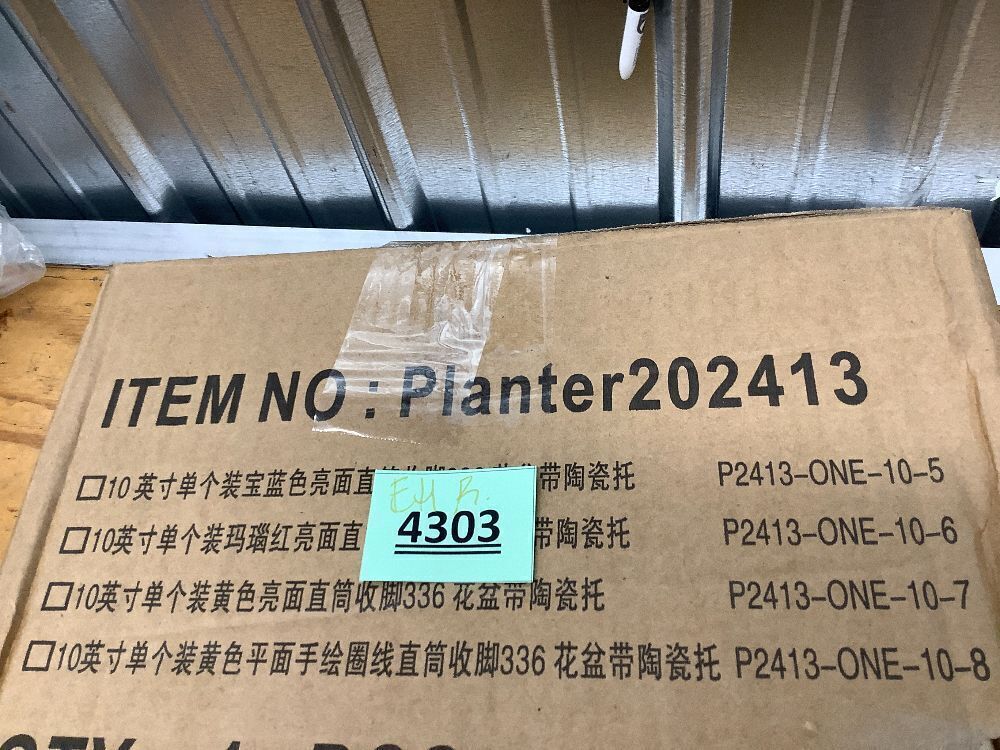 ITEM NO : Planter202413
□10 英寸单个装宝蓝色亮面直 带陶瓷托 P2413-ONE-10-5
□10英寸单个装玛瑙红亮面直 带陶瓷托 P2413-ONE-10-6
4303
□10英寸单个装黄色亮面直筒收脚336 花盆带陶瓷托 P2413-ONE-10-7
□10英寸单个装黄色平面手绘圈线直筒收脚336 花盆带陶瓷托 P2413-ONE-10-8